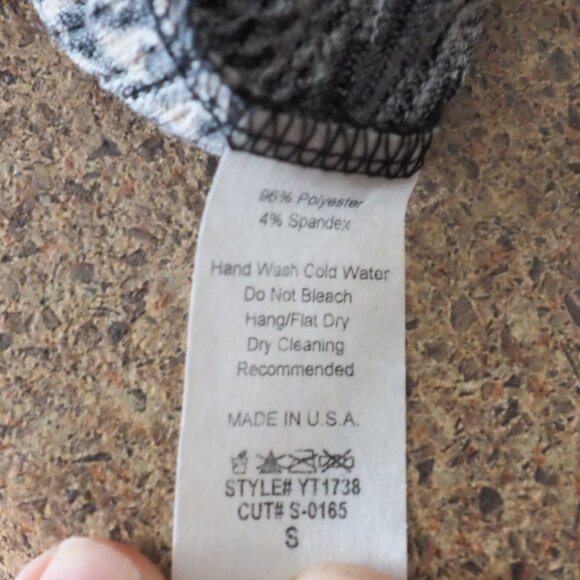 96% Polyester
4% Spandex
Hand Wash Cold Water
Do Not Bleach
Hang/Flat Dry
Dry Cleaning
Recommended
MADE IN U.S.A.
STYLE# YT1738
CUT# S-0165
S